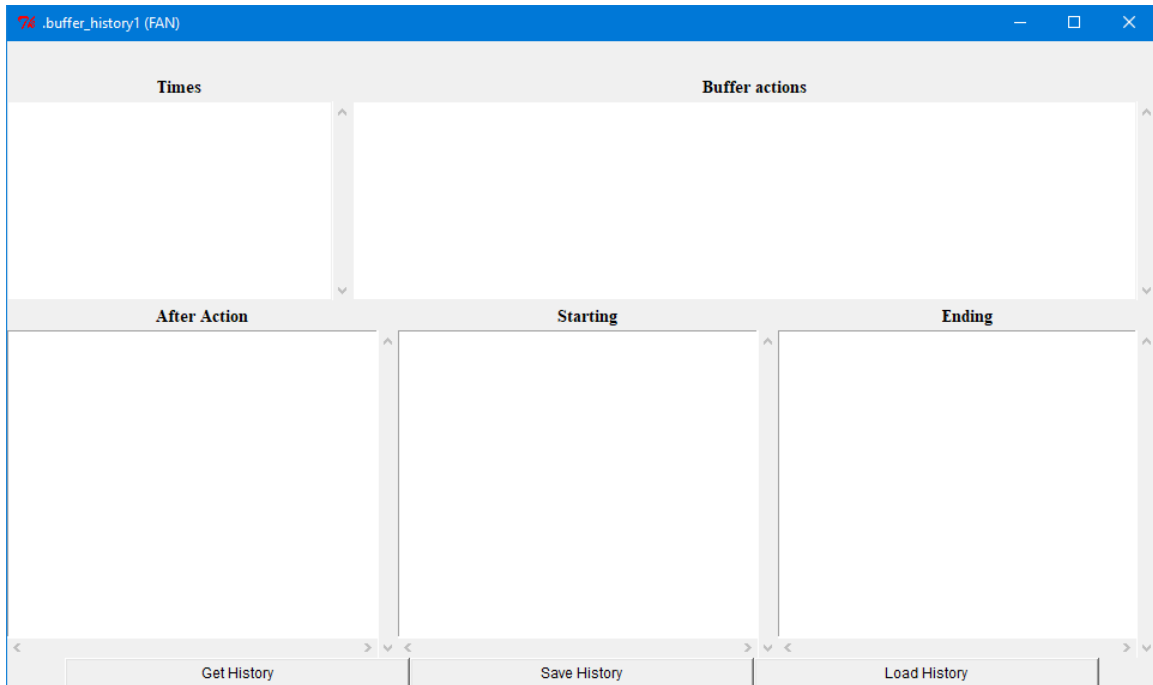 .buffer_history1 (FAN)
Times
Buffer actions
After Action
Starting
Ending
Get History
Save History
Load History